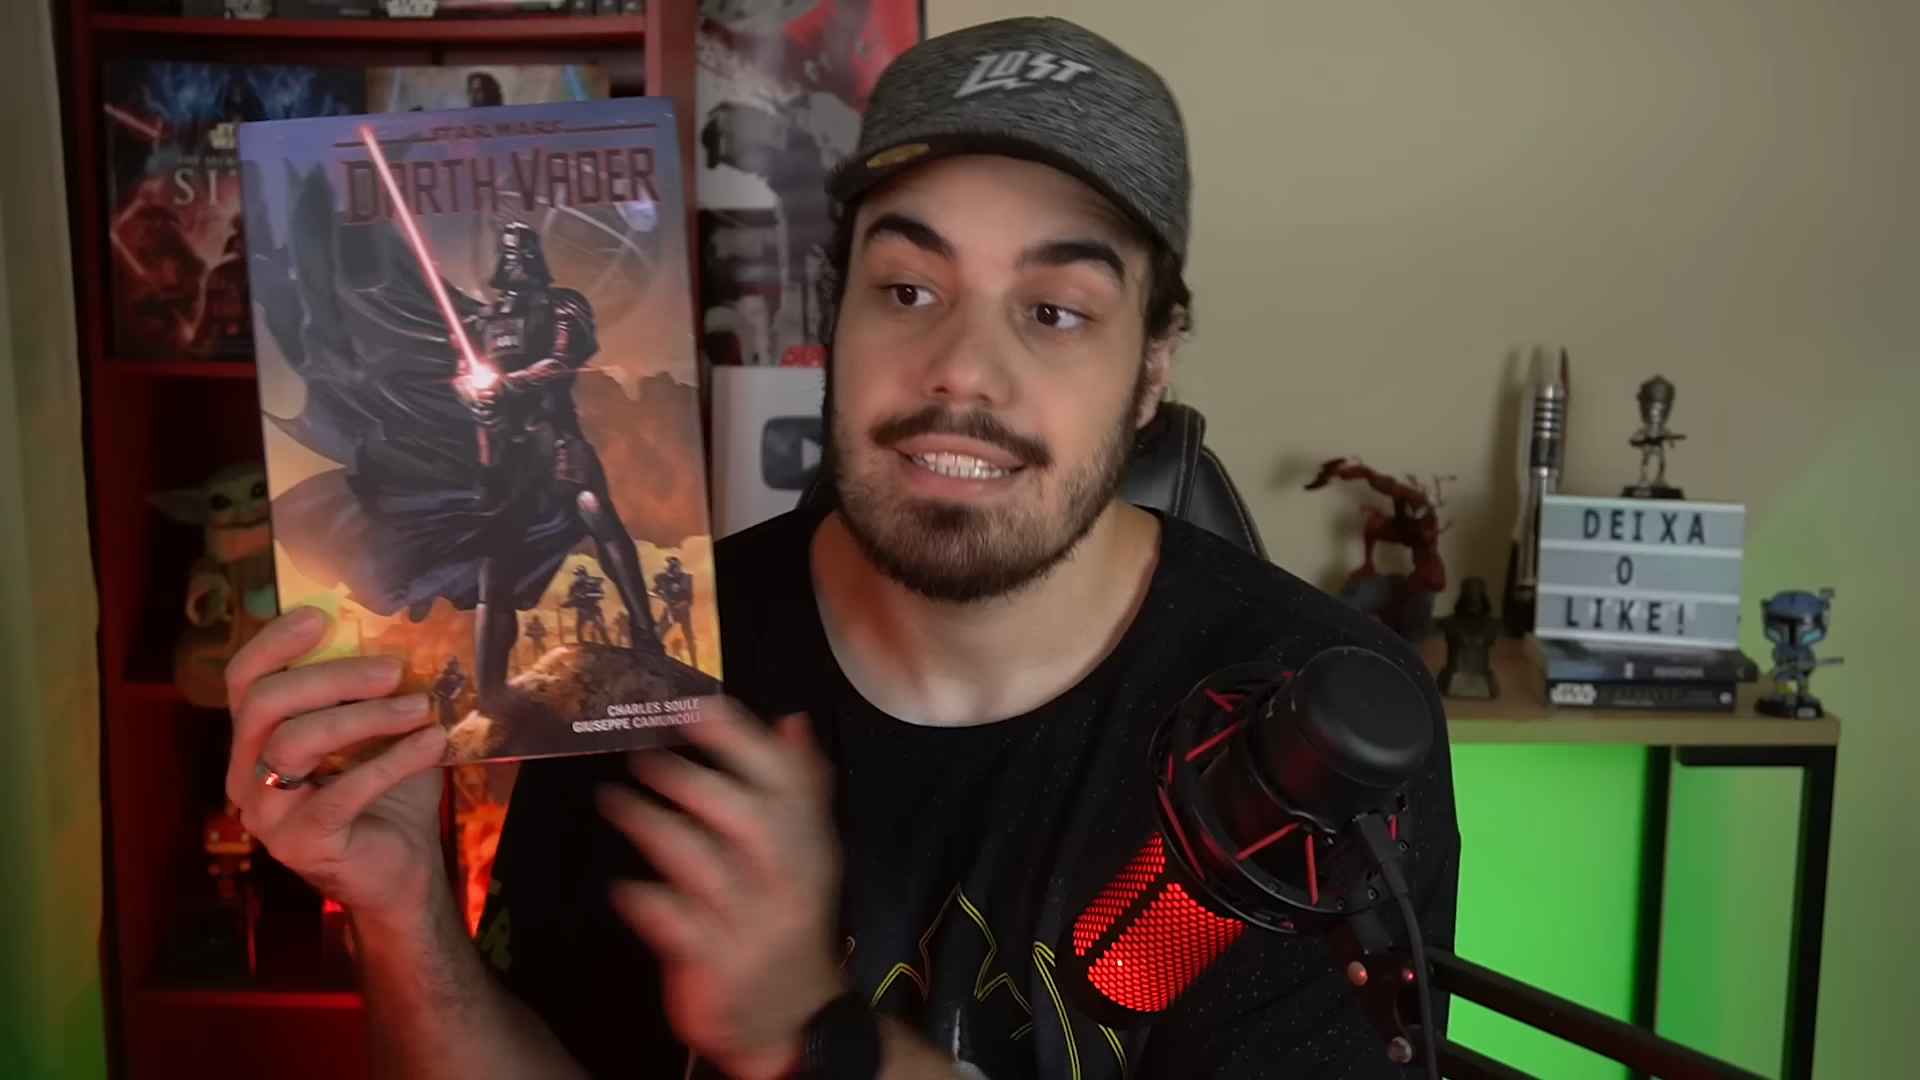 LOST
STAR WARS
DARTH VADER
CHARLES SOULE
GIUSEPPE CAMUNCOLI
DEIXA
O
LIKE!